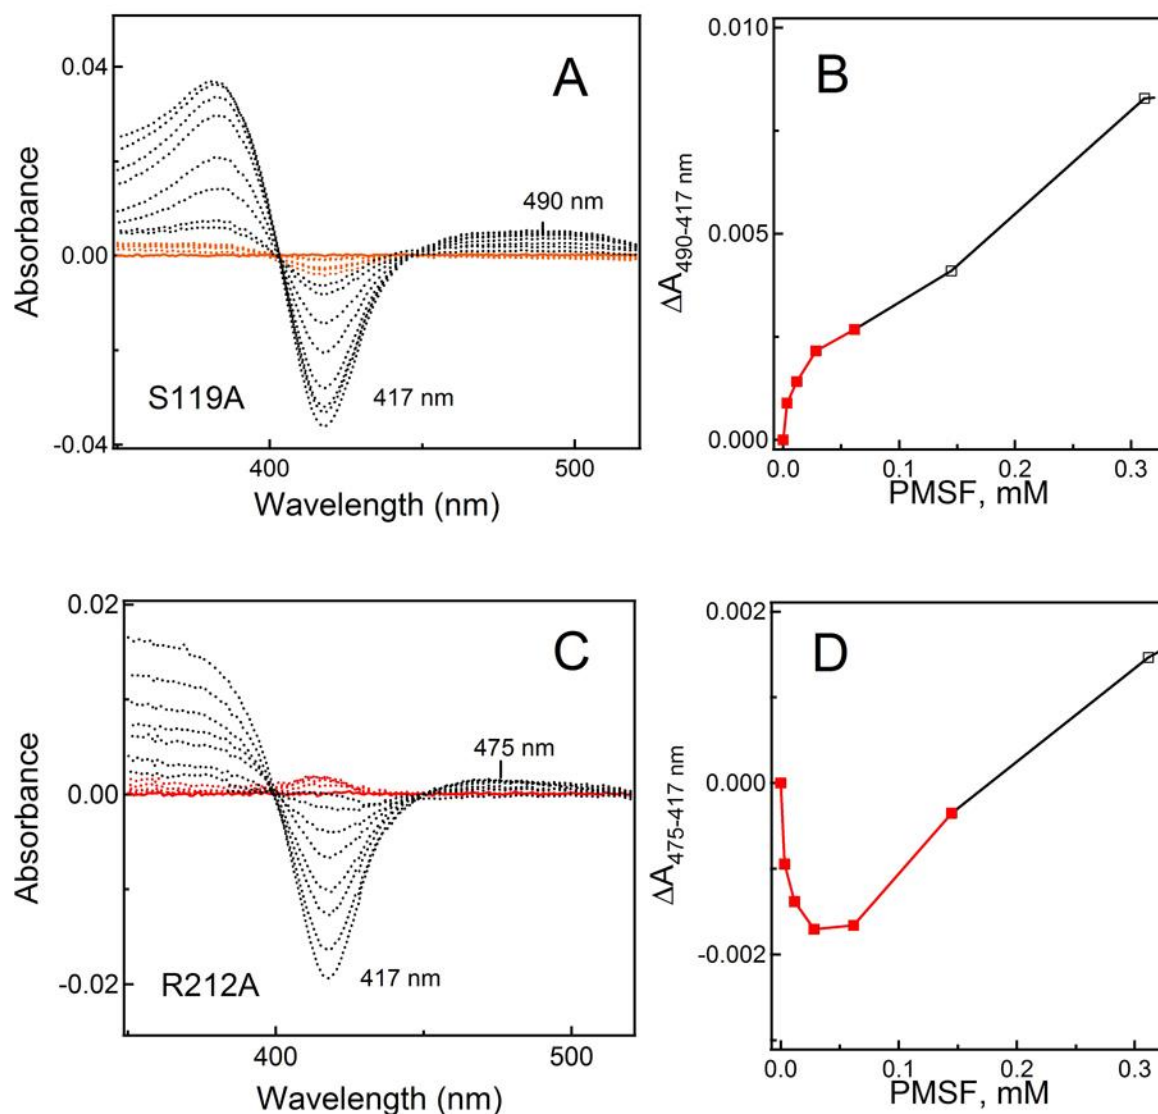 A
Absorbance
0.04
0.00
-0.04
490 nm
417 nm
S119A
400
500
Wavelength (nm)
B
ΔA490-417 nm
0.010
0.005
0.000
0.0
0.1
0.2
0.3
PMSF, mM
C
Absorbance
0.02
0.00
-0.02
475 nm
417 nm
R212A
400
500
Wavelength (nm)
D
ΔA475-417 nm
0.002
0.000
-0.002
0.0
0.1
0.2
0.3
PMSF, mM